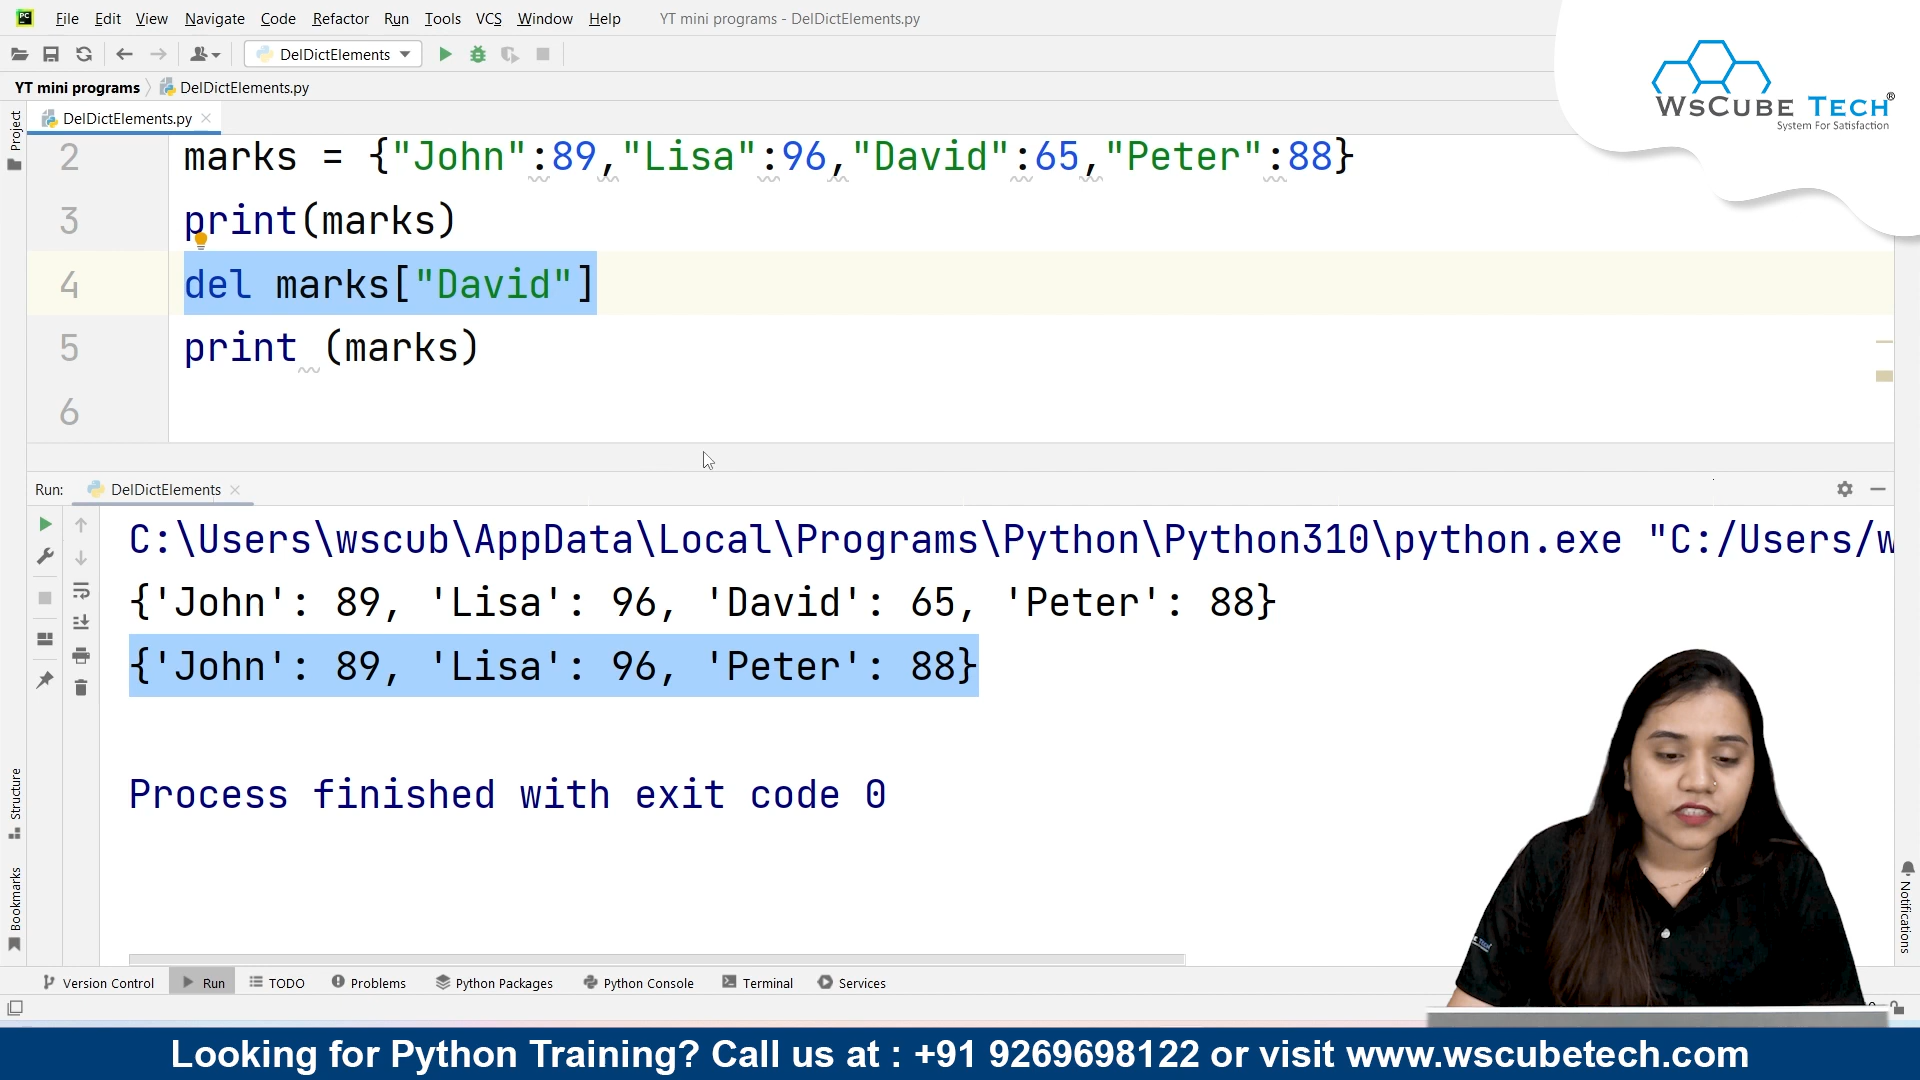 File Edit View Navigate Code Refactor Run Tools VCS Window Help YT mini programs - DelDictElements.py
DelDictElements
YT mini programs DelDictElements.py
DelDictElements.py
WsCube Tech®
System For Satisfaction
Project
2 marks = {"John":89,"Lisa":96,"David":65,"Peter":88}
3 print(marks)
4 del marks["David"]
5 print (marks)
6
Run: DelDictElements
C:\Users\wscub\AppData\Local\Programs\Python\Python310\python.exe "C:/Users/w
{'John': 89, 'Lisa': 96, 'David': 65, 'Peter': 88}
{'John': 89, 'Lisa': 96, 'Peter': 88}
Process finished with exit code 0
Structure
Bookmarks
Notifications
Version Control Run TODO Problems Python Packages Python Console Terminal Services
Looking for Python Training? Call us at : +91 9269698122 or visit www.wscubetech.com